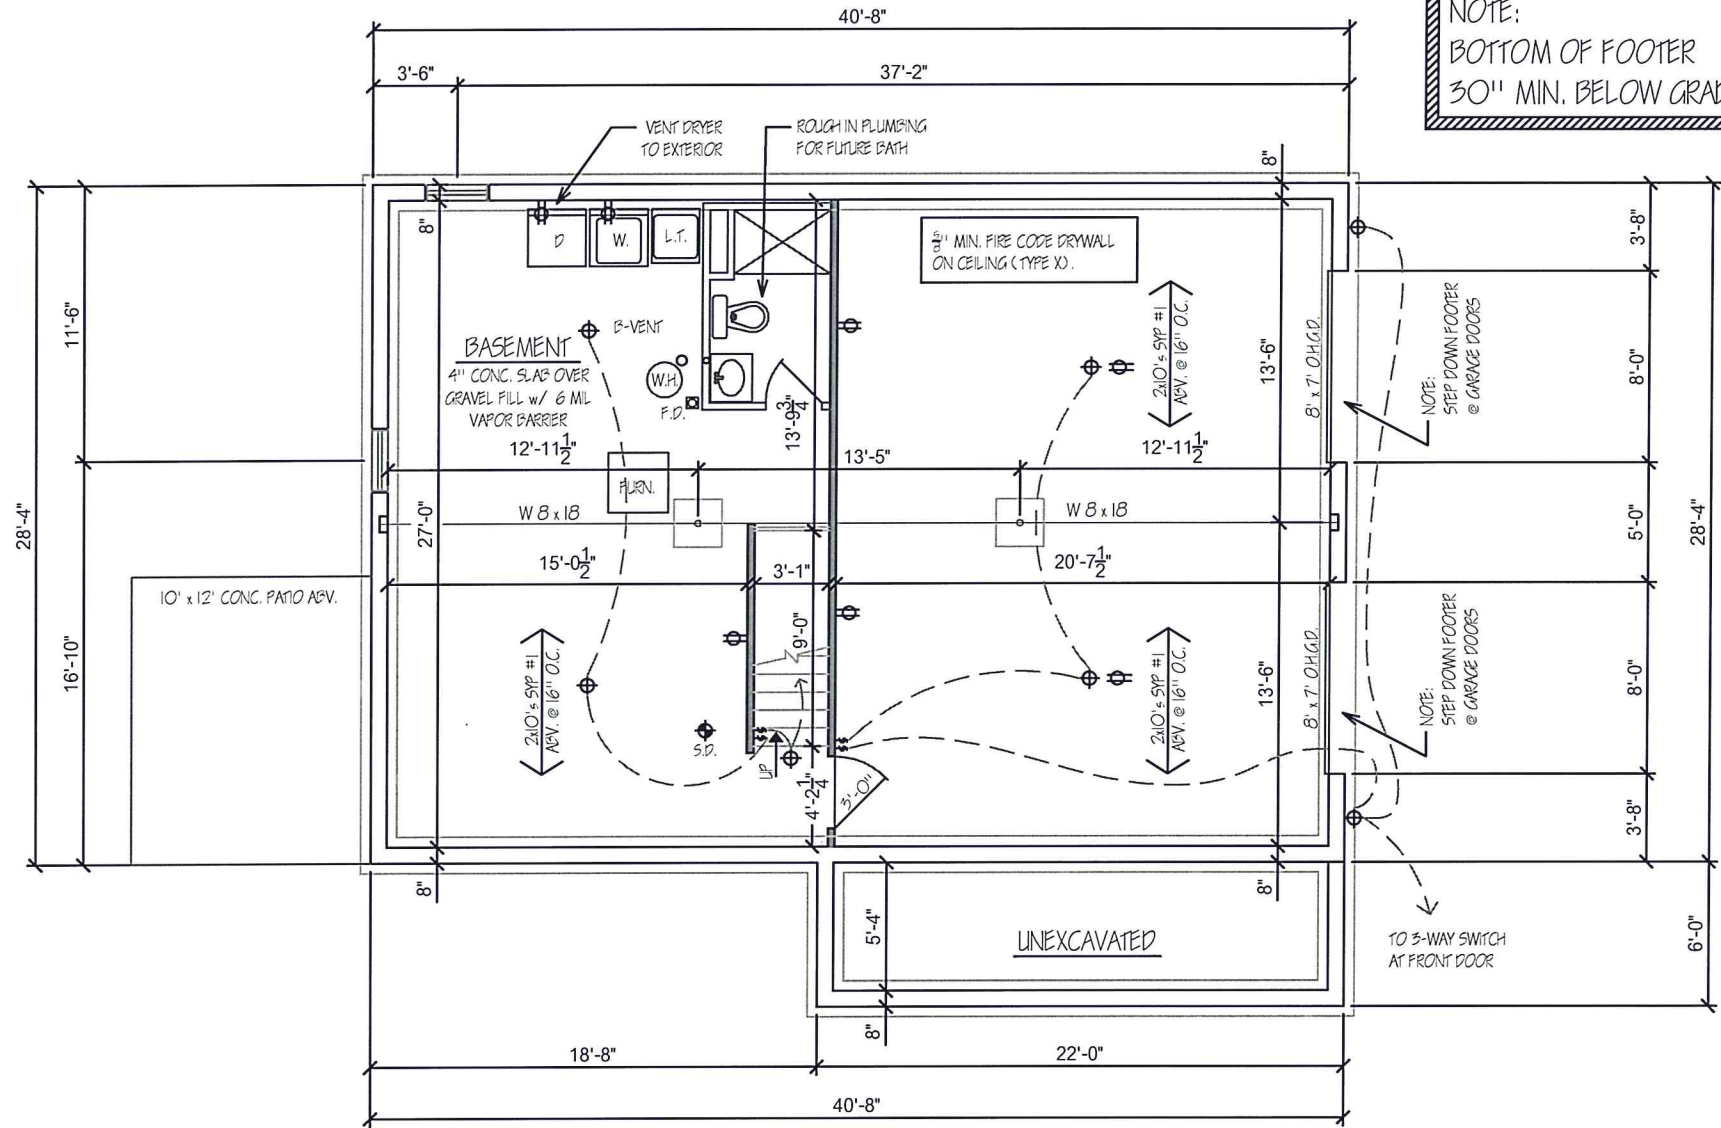 40'-8"
3'-6"
37'-2"
NOTE:
BOTTOM OF FOOTER
30" MIN. BELOW
VENT DRYER
TO EXTERIOR
ROUGH IN PLUMBING
FOR FUTURE BATH
8"
8"
D
W.
L.T.
5/8" MIN. FIRE CODE DRYWALL
ON CEILING (TYPE X).
3'-8"
11'-6"
B-VENT
BASEMENT
4" CONC. SLAB OVER
GRAVEL FILL w/ 6 MIL
VAPOR BARRIER
W.H.
F.D.
13'-9 3/4"
2x10's SYP #1
ABV. @ 16" O.C.
13'-6"
8' x 7' O.H.G.D.
8'-0"
NOTE:
STEP DOWN FOOTER
@ GARAGE DOORS
12'-11 1/2"
13'-5"
12'-11 1/2"
FURN.
28'-4"
27'-0"
W 8 x 18
W 8 x 18
5'-0"
28'-4"
15'-0 1/2"
3'-1"
20'-7 1/2"
10' x 12' CONC. PATIO ABV.
16'-10"
9'-0"
2x10's SYP #1
ABV. @ 16" O.C.
2x10's SYP #1
ABV. @ 16" O.C.
13'-6"
8' x 7' O.H.G.D.
8'-0"
NOTE:
STEP DOWN FOOTER
@ GARAGE DOORS
S.D.
UP
$$
$$
4'-2 1/4"
3'-0"
3'-8"
8"
8"
5'-4"
UNEXCAVATED
TO 3-WAY SWITCH
AT FRONT DOOR
6'-0"
8"
18'-8"
22'-0"
40'-8"